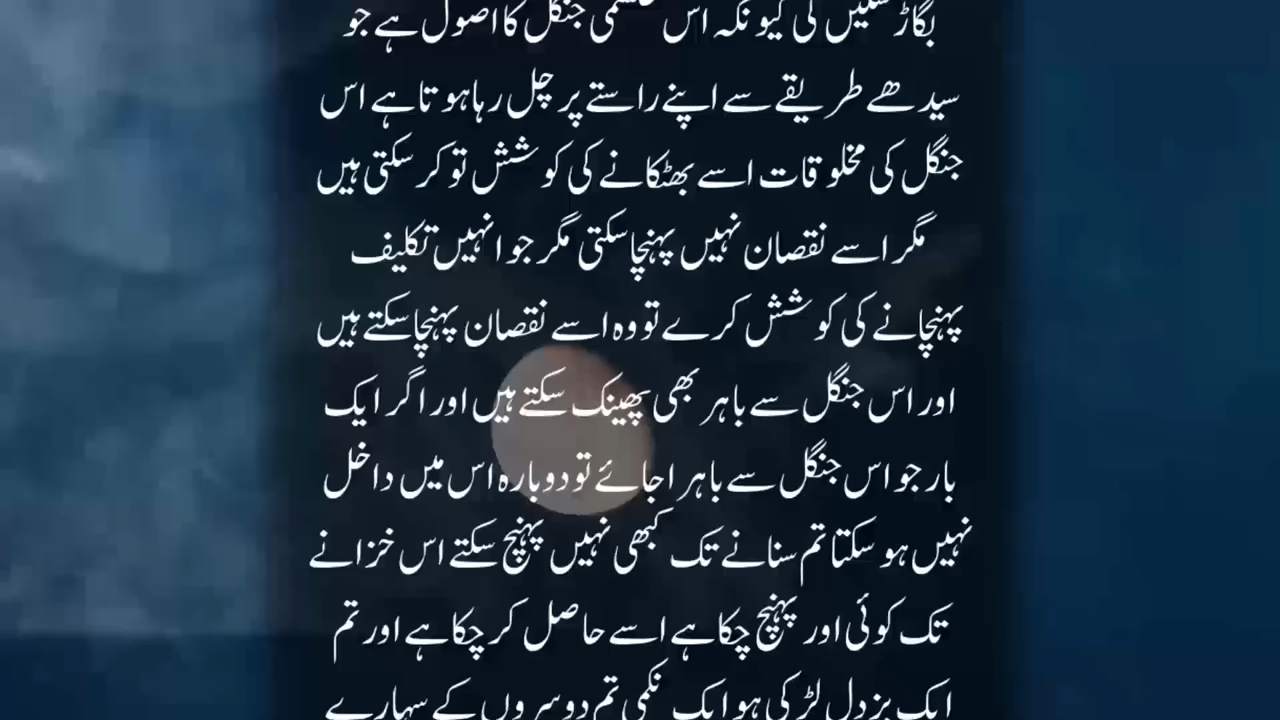 بگاڑ سکیں گی کیونکہ اس طلسمی جنگل کا اصول ہے جو
سیدھے طریقے سے اپنے راستے پر چل رہا ہوتا ہے اس
جنگل کی مخلوقات اسے بھٹکانے کی کوشش تو کر سکتی ہیں
مگر اسے نقصان نہیں پہنچا سکتی مگر جو انہیں تکلیف
پہنچانے کی کوشش کرے تو وہ اسے نقصان پہنچا سکتے ہیں
اور اس جنگل سے باہر بھی پھینک سکتے ہیں اور اگر ایک
بار جو اس جنگل سے باہر اجائے تو دوبارہ اس میں داخل
نہیں ہو سکتا تم سنانے تک کبھی نہیں پہنچ سکتے اس خزانے
تک کوئی اور پہنچ چکا ہے اسے حاصل کر چکا ہے اور تم
ایک بزدل لڑکی ہو ایک نکمی تم دوسروں کے سہارے